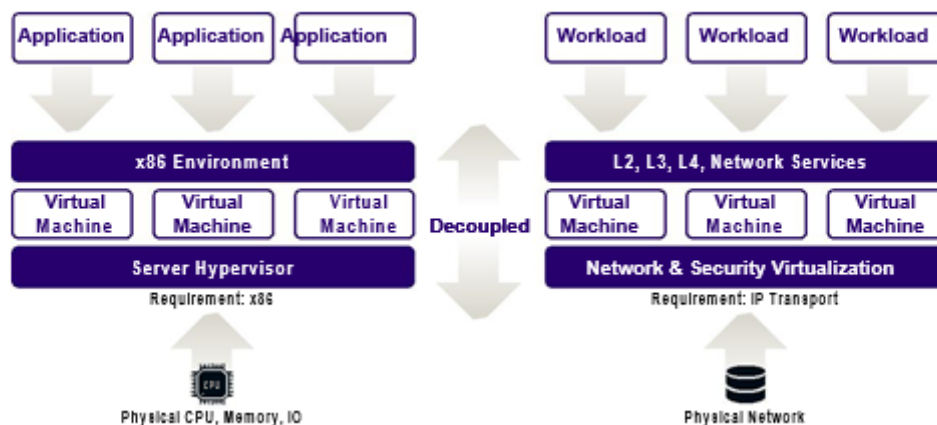 Application Application Application
Workload Workload Workload
x86 Environment
L2, L3, L4, Network Services
Virtual Machine
Virtual Machine
Virtual Machine
Decoupled
Virtual Machine
Virtual Machine
Virtual Machine
Server Hypervisor
Network & Security Virtualization
Requirement: x86
Requirement: IP Transport
CPU
Physical CPU, Memory, IO
Physical Network